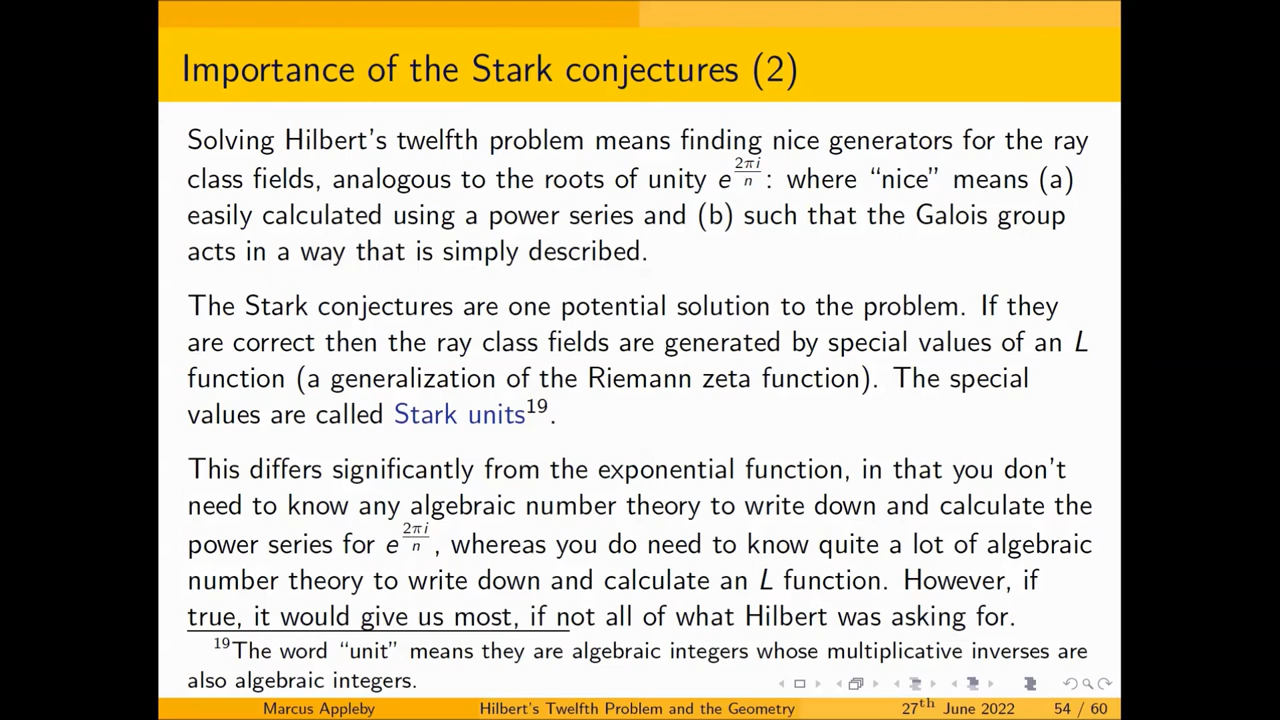 Importance of the Stark conjectures (2)
Solving Hilbert's twelfth problem means finding nice generators for the ray
class fields, analogous to the roots of unity e^{\frac{2πi}{n}}: where “nice” means (a)
easily calculated using a power series and (b) such that the Galois group
acts in a way that is simply described.
The Stark conjectures are one potential solution to the problem. If they
are correct then the ray class fields are generated by special values of an L
function (a generalization of the Riemann zeta function). The special
values are called Stark units¹⁹.
This differs significantly from the exponential function, in that you don't
need to know any algebraic number theory to write down and calculate the
power series for e^{\frac{2πi}{n}}, whereas you do need to know quite a lot of algebraic
number theory to write down and calculate an L function. However, if
true, it would give us most, if not all of what Hilbert was asking for.
¹⁹The word “unit” means they are algebraic integers whose multiplicative inverses are
also algebraic integers.
Marcus Appleby Hilbert's Twelfth Problem and the Geometry 27th June 2022 54 / 60